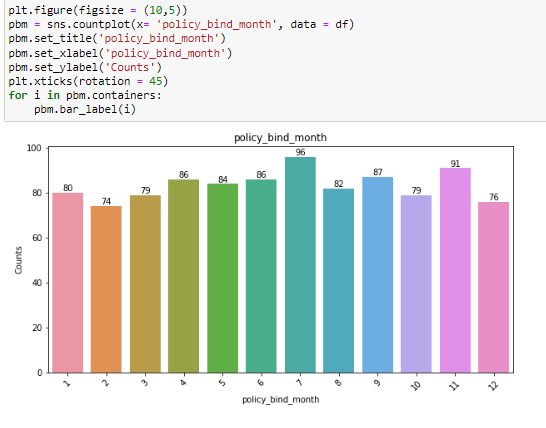 plt.figure(figsize = (10,5))
pbm = sns.countplot(x= 'policy_bind_month', data = df)
pbm.set_title('policy_bind_month')
pbm.set_xlabel('policy_bind_month')
pbm.set_ylabel('Counts')
plt.xticks(rotation = 45)
for i in pbm.containers:
    pbm.bar_label(i)
policy_bind_month
100
80
60
40
20
0
Counts
80
74
79
86
84
86
96
82
87
79
91
76
1
2
3
4
5
6
7
8
9
10
11
12
policy_bind_month